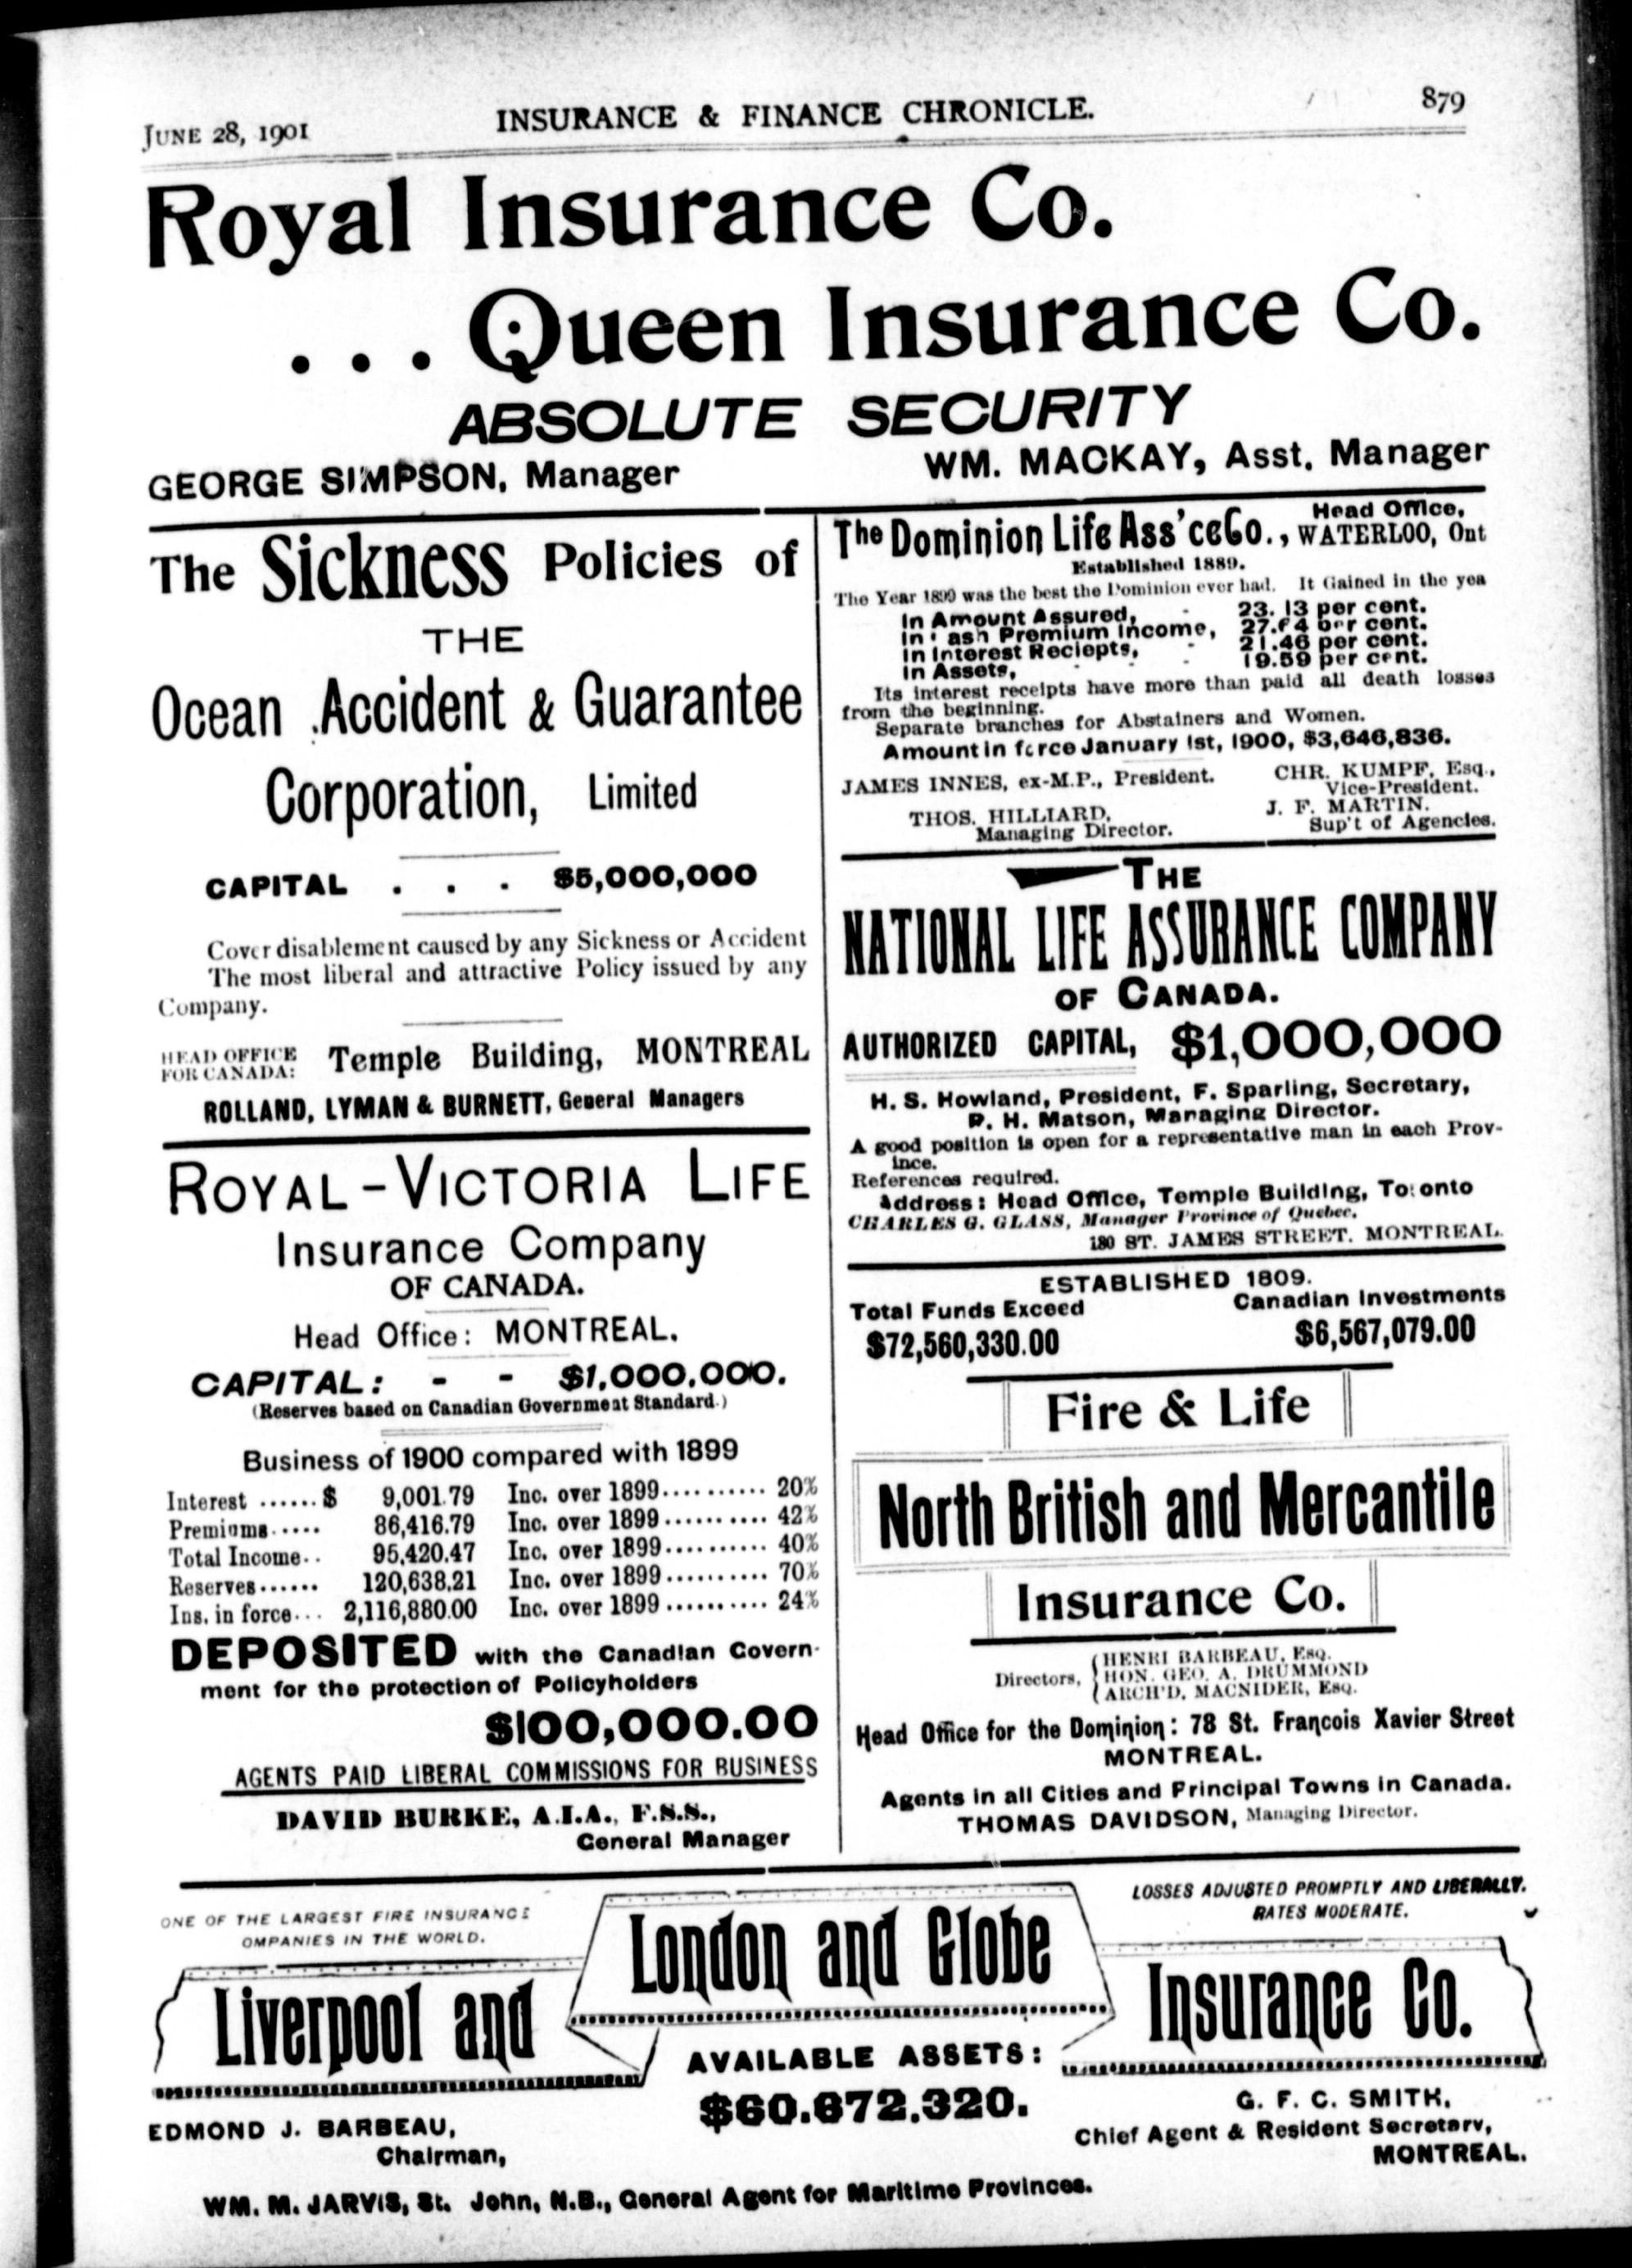 JUNE 28, 1901 INSURANCE & FINANCE CHRONICLE. 879
Royal Insurance Co.
. . . Queen Insurance Co.
ABSOLUTE SECURITY
GEORGE SIMPSON, Manager WM. MACKAY, Asst. Manager
The Sickness Policies of
THE
Ocean Accident & Guarantee
Corporation, Limited
CAPITAL . . . $5,000,000
Cover disablement caused by any Sickness or Accident
The most liberal and attractive Policy issued by any
Company.
HEAD OFFICE
FOR CANADA: Temple Building, MONTREAL
ROLLAND, LYMAN & BURNETT, General Managers
ROYAL-VICTORIA LIFE
Insurance Company
OF CANADA.
Head Office: MONTREAL.
CAPITAL: - - $1,000,000.
(Reserves based on Canadian Government Standard.)
Business of 1900 compared with 1899
Interest ......$ 9,001.79 Inc. over 1899.......... 20%
Premiums..... 86,416.79 Inc. over 1899.......... 42%
Total Income.. 95,420.47 Inc. over 1899.......... 40%
Reserves...... 120,638.21 Inc. over 1899.......... 70%
Ins. in force... 2,116,880.00 Inc. over 1899.......... 24%
DEPOSITED with the Canadian Govern-
ment for the protection of Policyholders
$100,000.00
AGENTS PAID LIBERAL COMMISSIONS FOR BUSINESS
DAVID BURKE, A.I.A., F.S.S.,
General Manager
The Dominion Life Ass'ce Co., Head Office,
WATERLOO, Ont
Established 1889.
The Year 1899 was the best the Dominion ever had. It Gained in the yea
In Amount Assured, - 23.13 per cent.
In Cash Premium Income, per cent.
In Interest Reciepts, - 21.46 per cent.
In Assets, - - - 19.59 per cent.
Its interest receipts have more than paid all death losses
from the beginning.
Separate branches for Abstainers and Women.
Amount in force January 1st, 1900, $3,646,836.
JAMES INNES, ex-M.P., President. CHR. KUMPF, Esq.,
Vice-President.
THOS. HILLIARD, J. F. MARTIN.
Managing Director. Sup't of Agencies.
THE
NATIONAL LIFE ASSURANCE COMPANY
OF CANADA.
AUTHORIZED CAPITAL, $1,000,000
H. S. Howland, President, F. Sparling, Secretary,
R. H. Matson, Managing Director.
A good position is open for a representative man in each Prov-
ince.
References required.
Address: Head Office, Temple Building, Toronto
CHARLES G. GLASS, Manager Province of Quebec.
180 ST. JAMES STREET, MONTREAL.
ESTABLISHED 1809.
Total Funds Exceed Canadian Investments
$72,560,330.00 $6,567,079.00
Fire & Life
North British and Mercantile
Insurance Co.
HENRI BARBEAU, Esq.
Directors, HON. GEO. A. DRUMMOND
ARCH'D. MACNIDER, Esq.
Head Office for the Dominion: 78 St. François Xavier Street
MONTREAL.
Agents in all Cities and Principal Towns in Canada.
THOMAS DAVIDSON, Managing Director.
ONE OF THE LARGEST FIRE INSURANCE
OMPANIES IN THE WORLD.
LOSSES ADJUSTED PROMPTLY AND LIBERALLY.
RATES MODERATE.
Liverpool and London and Globe Insurance Co.
AVAILABLE ASSETS:
$60.672.320.
EDMOND J. BARBEAU,
Chairman,
G. F. C. SMITH,
Chief Agent & Resident Secretary,
MONTREAL.
WM. M. JARVIS, St. John, N.B., General Agent for Maritime Provinces.